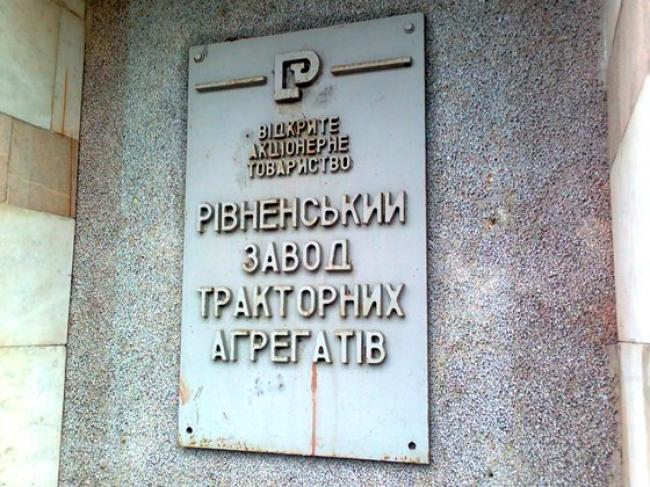 ВІДКРИТЕ
АКЦІОНЕРНЕ
ТОВАРИСТВО
РІВНЕНСЬКИЙ
ЗАВОД
ТРАКТОРНИХ
АГРЕГАТІВ